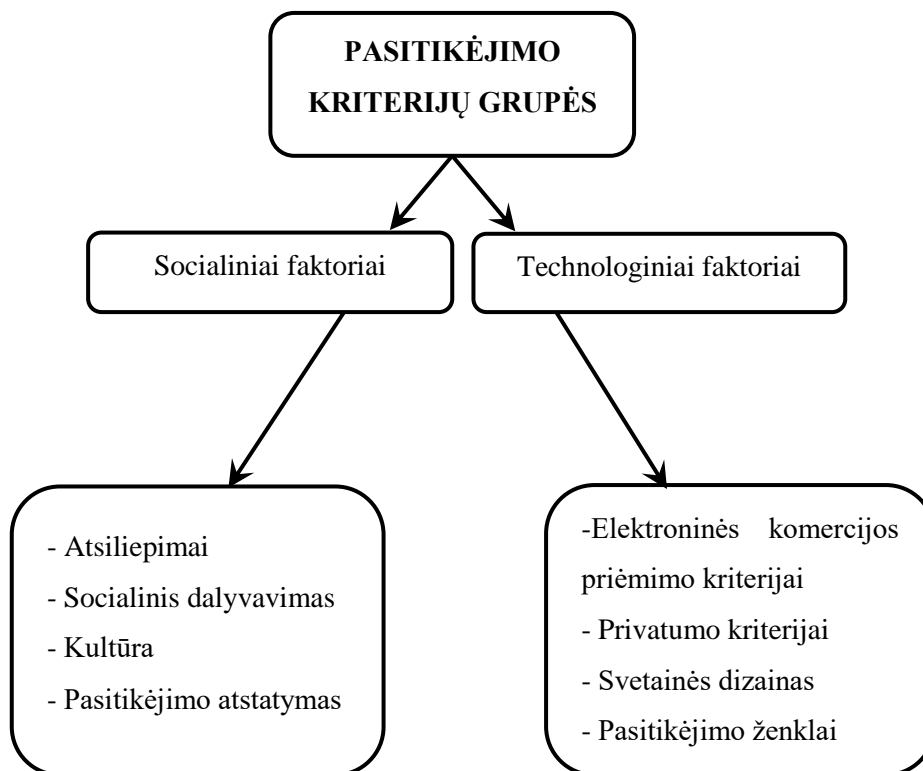 PASITIKĖJIMO
KRITERIJŲ GRUPĖS
Socialiniai faktoriai
Technologiniai faktoriai
- Atsiliepimai
- Socialinis dalyvavimas
- Kultūra
- Pasitikėjimo atstatymas
-Elektroninės komercijos
priėmimo kriterijai
- Privatumo kriterijai
- Svetainės dizainas
- Pasitikėjimo ženklai